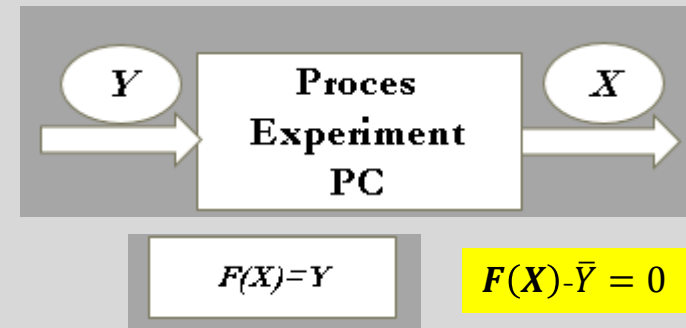 Y
Proces
Experiment
PC
X
F(X)=Y
F(X)-Ȳ = 0